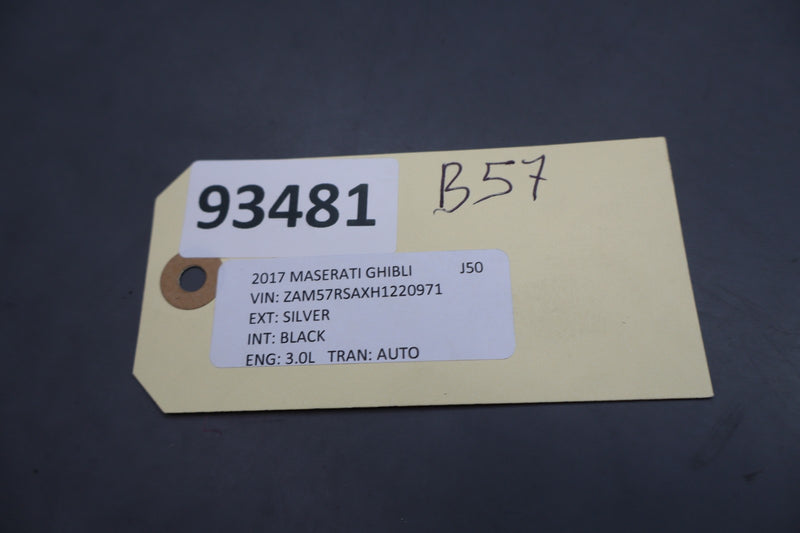 93481
B57
2017 MASERATI GHIBLI J50
VIN: ZAM57RSAXH1220971
EXT: SILVER
INT: BLACK
ENG: 3.0L TRAN: AUTO